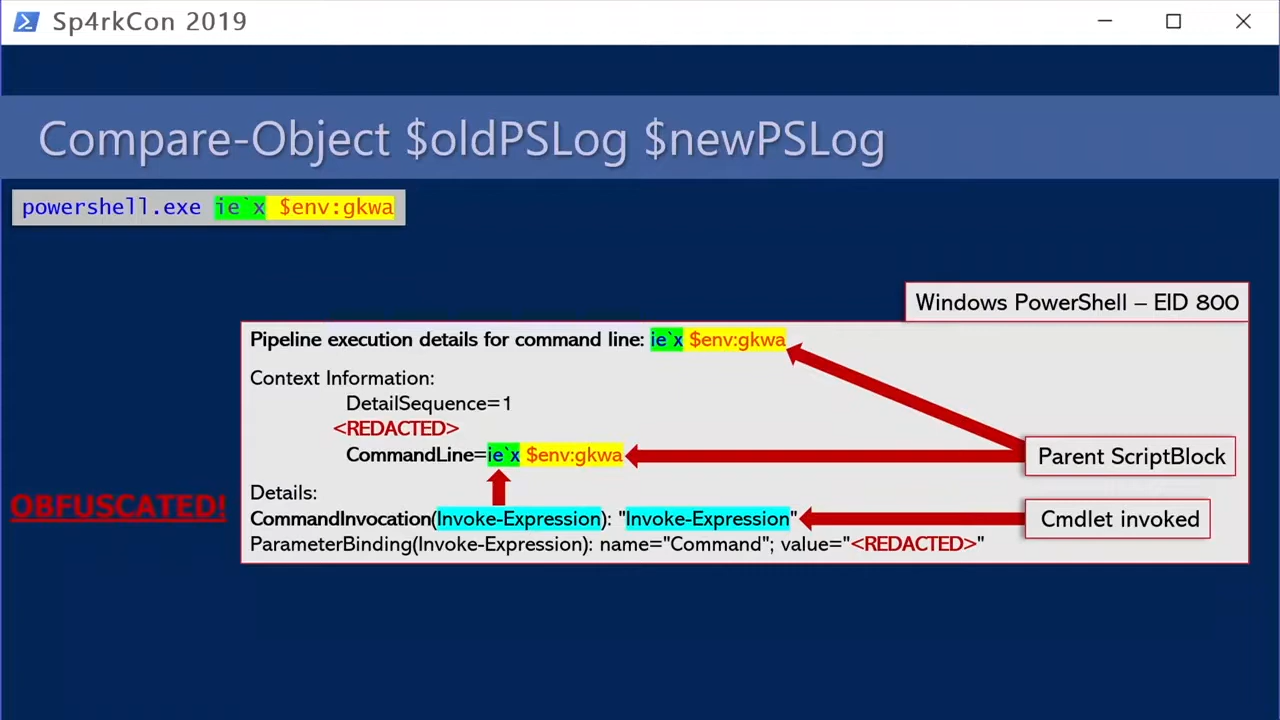 Sp4rkCon 2019
Compare-Object $oldPSLog $newPSLog
powershell.exe ie`x $env:gkwa
Windows PowerShell – EID 800
Pipeline execution details for command line: ie`x $env:gkwa
Context Information:
DetailSequence=1
<REDACTED>
CommandLine=ie`x $env:gkwa
Parent ScriptBlock
Details:
OBFUSCATED!
CommandInvocation(Invoke-Expression): "Invoke-Expression"
Cmdlet invoked
ParameterBinding(Invoke-Expression): name="Command"; value="<REDACTED>"